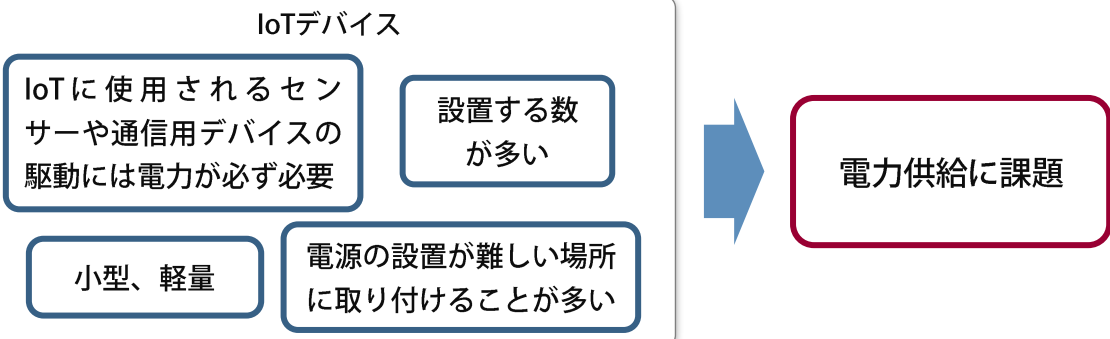 IoTデバイス
IoTに使用されるセン
サーや通信用デバイスの
駆動には電力が必ず必要
設置する数
が多い
小型、軽量
電源の設置が難しい場所
に取り付けることが多い
電力供給に課題